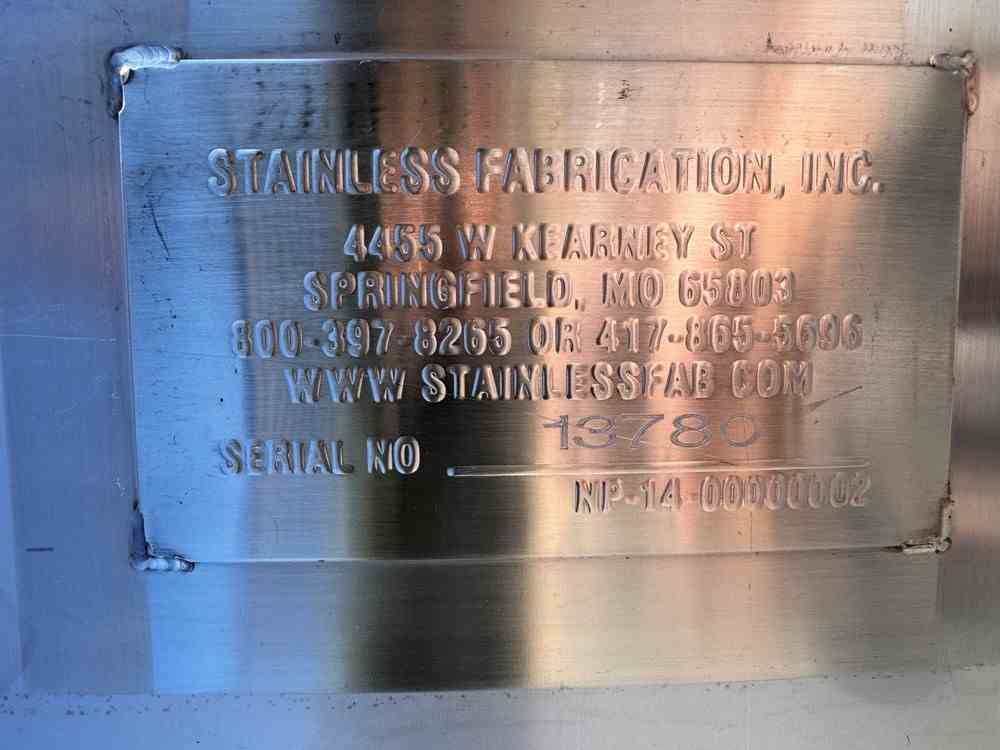 STAINLESS FABRICATION, INC.
4455 W KEARNEY ST
SPRINGFIELD, MO 65803
800-397-8265 OR 417-865-5696
WWW STAINLESSFAB COM
13780
SERIAL NO
NP-14-00000002